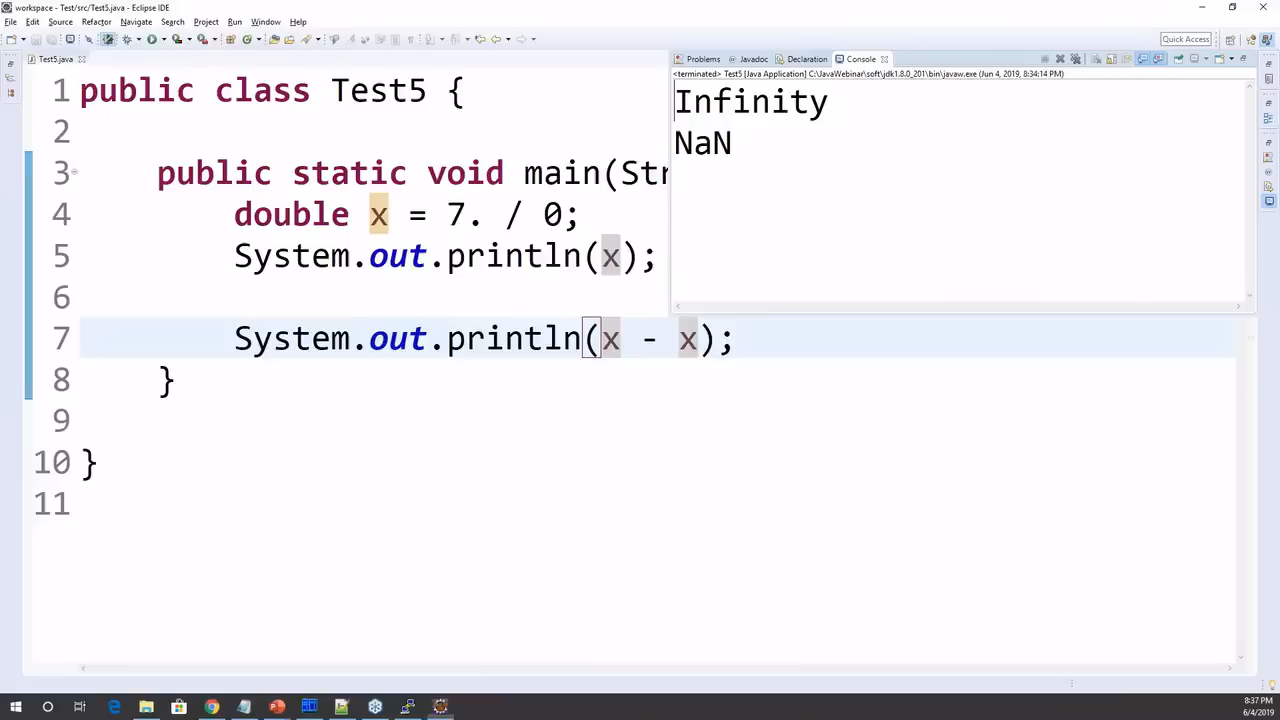 workspace - Test/src/Test5.java - Eclipse IDE
File Edit Source Refactor Navigate Search Project Run Window Help
Quick Access
Test5.java
Problems Javadoc Declaration Console
<terminated> Test5 [Java Application] C:\JavaWebinar\soft\jdk1.8.0_201\bin\javaw.exe (Jun 4, 2019, 8:34:14 PM)
Infinity
NaN
1 public class Test5 {
2
3 public static void main(Str
4 double x = 7. / 0;
5 System.out.println(x);
6
7 System.out.println(x - x);
8 }
9
10 }
11
8:37 PM
6/4/2019